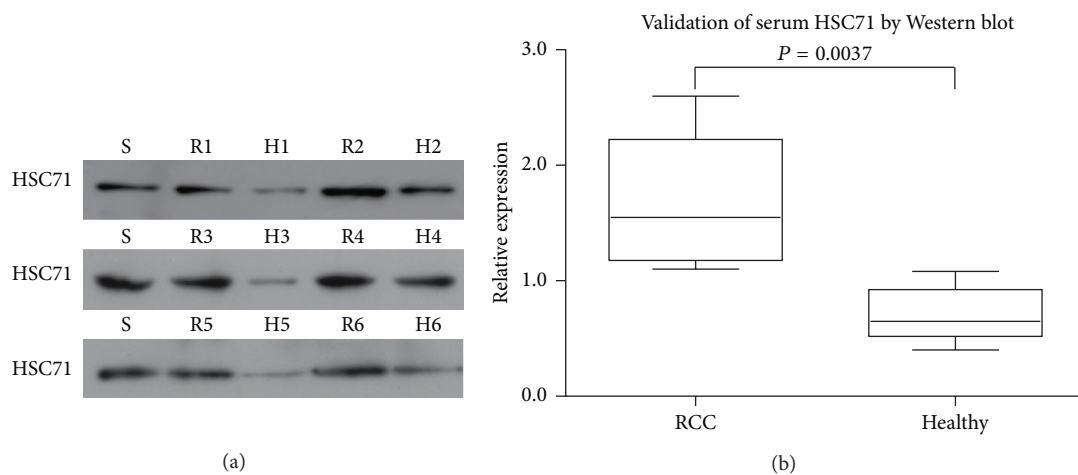 S R1 H1 R2 H2
HSC71
S R3 H3 R4 H4
HSC71
S R5 H5 R6 H6
HSC71
(a)
Validation of serum HSC71 by Western blot
P = 0.0037
3.0
2.0
1.0
0.0
Relative expression
RCC Healthy
(b)